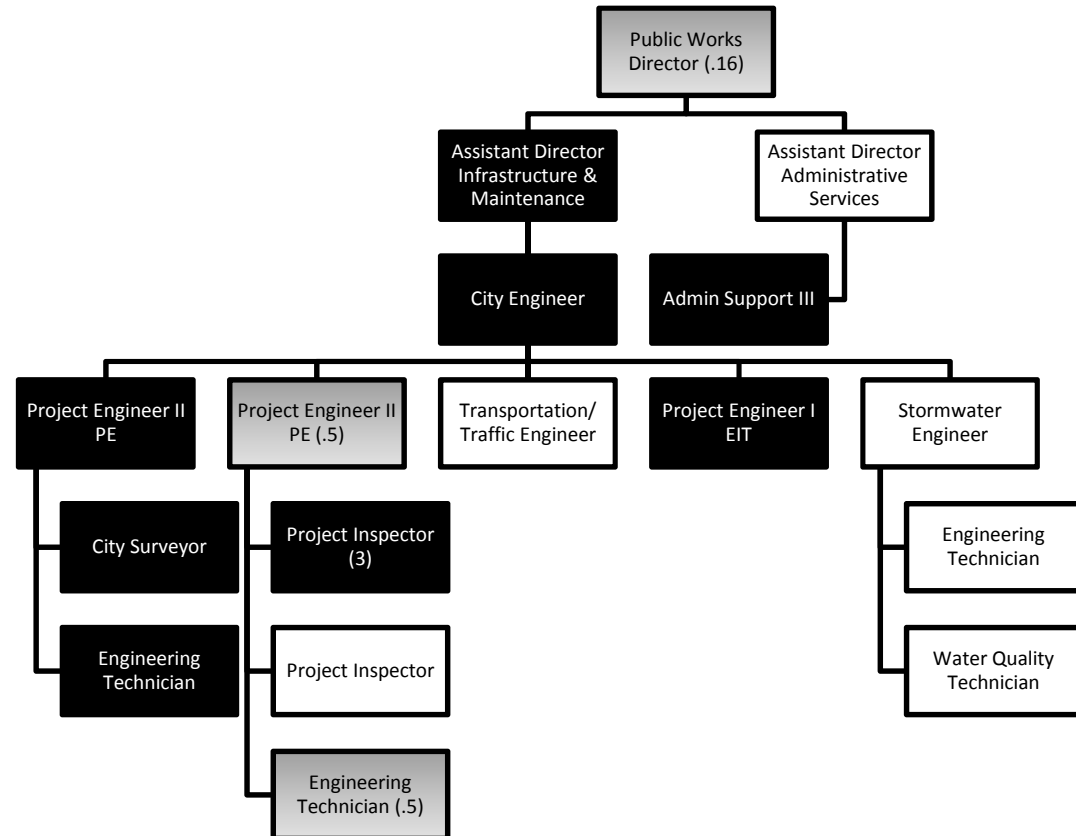 Public Works
Director (.16)
Assistant Director
Infrastructure &
Maintenance
Assistant Director
Administrative
Services
City Engineer
Admin Support III
Project Engineer II
PE
Project Engineer II
PE (.5)
Transportation/
Traffic Engineer
Project Engineer I
EIT
Stormwater
Engineer
City Surveyor
Project Inspector
(3)
Engineering
Technician
Engineering
Technician
Project Inspector
Water Quality
Technician
Engineering
Technician (.5)